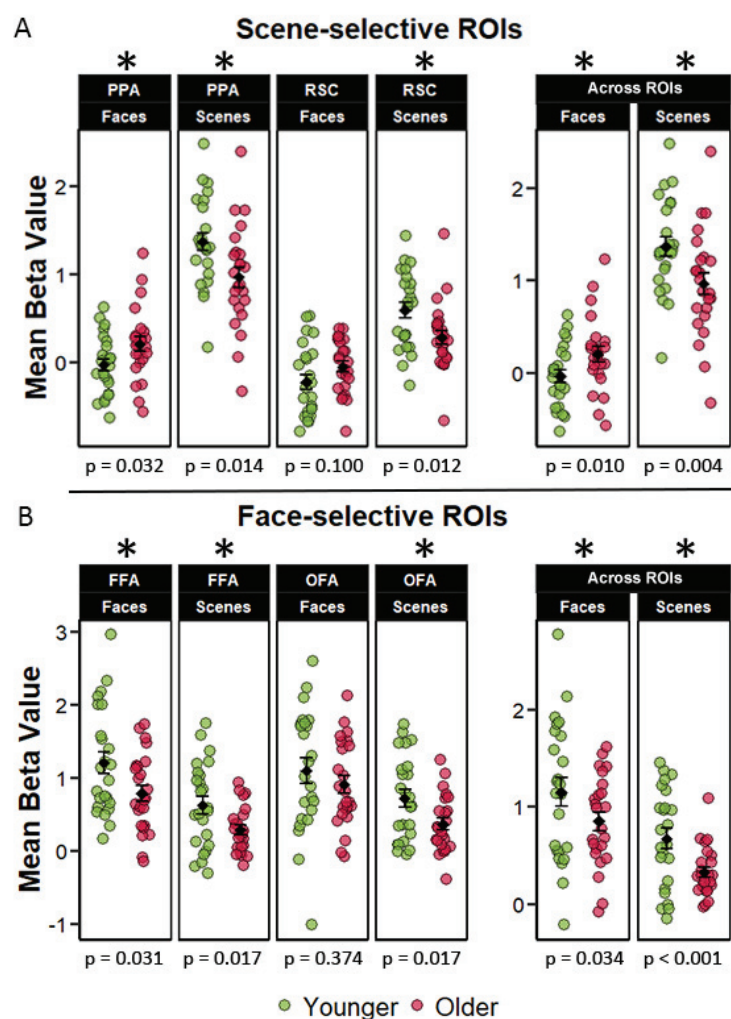 A
Scene-selective ROIs
* * * * *
PPA PPA RSC RSC Across ROIs
Faces Scenes Faces Scenes Faces Scenes
Mean Beta Value
2
1
0
2
1
0
p = 0.032 p = 0.014 p = 0.100 p = 0.012 p = 0.010 p = 0.004
B
Face-selective ROIs
* * * * *
FFA FFA OFA OFA Across ROIs
Faces Scenes Faces Scenes Faces Scenes
Mean Beta Value
3
2
1
0
-1
2
1
0
p = 0.031 p = 0.017 p = 0.374 p = 0.017 p = 0.034 p < 0.001
Younger Older